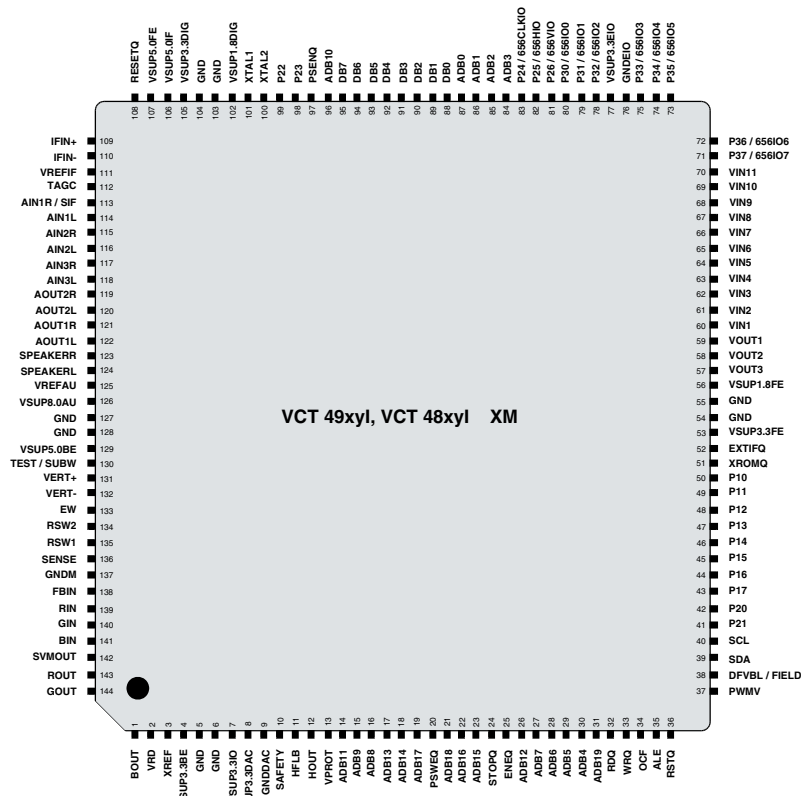 RESETQ
VSUP5.0FE
VSUP5.0IF
VSUP3.3DIG
GND
GND
VSUP1.8DIG
XTAL1
XTAL2
P22
P23
PSENQ
ADB10
DB7
DB5
DB6
DB4
DB3
DB2
DB1
DB0
ADB0
ADB1
ADB2
ADB3
P24 / 656CLKIO
P25 / 656HIO
P26 / 656VIO
P30 / 656IO0
P31 / 656IO1
P32 / 656IO2
VSUP3.3EIO
GNDEIO
P33 / 656IO3
P34 / 656IO4
P35 / 656IO5
108 107 106 105 104 103 102 101 100 99 98 97 96 95 94 93 92 91 90 89 88 87 86 85 84 83 82 81 80 79 78 77 76 75 74 73
IFIN+ 109
IFIN- 110
VREFIF 111
TAGC 112
AIN1R / SIF 113
AIN1L 114
AIN2R 115
AIN2L 116
AIN3R 117
AIN3L 118
AOUT2R 119
AOUT2L 120
AOUT1R 121
AOUT1L 122
SPEAKERR 123
SPEAKERL 124
VREFAU 125
VSUP8.0AU 126
GND 127
GND 128
VSUP5.0BE 129
TEST / SUBW 130
VERT+ 131
VERT- 132
EW 133
RSW2 134
RSW1 135
SENSE 136
GNDM 137
FBIN 138
RIN 139
GIN 140
BIN 141
SVMOUT 142
ROUT 143
GOUT 144
VCT 49xyI, VCT 48xyI XM
72 P36 / 656IO6
71 P37 / 656IO7
70 VIN11
69 VIN10
68 VIN9
67 VIN8
66 VIN7
65 VIN6
64 VIN5
63 VIN4
62 VIN3
61 VIN2
60 VIN1
59 VOUT1
58 VOUT2
57 VOUT3
56 VSUP1.8FE
55 GND
54 GND
53 VSUP3.3FE
52 EXTIFQ
51 XROMQ
50 P10
49 P11
48 P12
47 P13
46 P14
45 P15
44 P16
43 P17
42 P20
41 P21
40 SCL
39 SDA
38 DFVBL / FIELD
37 PWMV
1 2 3 4 5 6 7 8 9 10 11 12 13 14 15 16 17 18 19 20 21 22 23 24 25 26 27 28 29 30 31 32 33 34 35 36
BOUT
VRD
XREF
SUP3.3BE
GND
GND
SUP3.3IO
UP3.3DAC
GNDDAC
SAFETY
HFLB
HOUT
VPROT
ADB11
ADB9
ADB8
ADB13
ADB14
ADB17
PSWEQ
ADB18
ADB16
ADB15
STOPQ
ENEQ
ADB12
ADB7
ADB6
ADB5
ADB4
ADB19
RDQ
WRQ
OCF
ALE
RSTQ